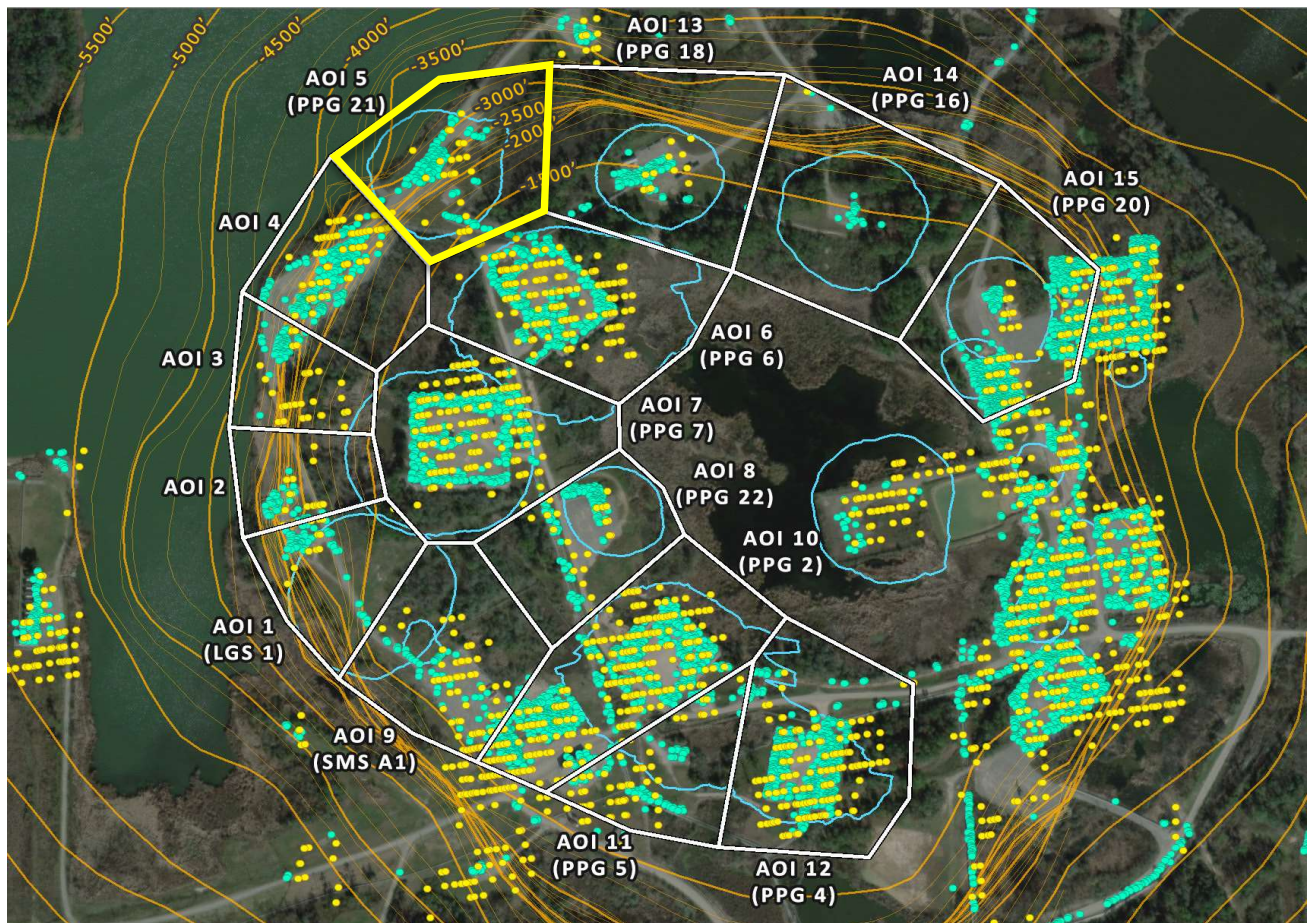 -5500'
-5000'
-4500'
-4000'
-3500'
-3000'
-2500'
-2000'
-1500'
AOI 13
(PPG 18)
AOI 5
(PPG 21)
AOI 14
(PPG 16)
AOI 15
(PPG 20)
AOI 4
AOI 3
AOI 6
(PPG 6)
AOI 7
(PPG 7)
AOI 2
AOI 8
(PPG 22)
AOI 10
(PPG 2)
AOI 1
(LGS 1)
AOI 9
(SMS A1)
AOI 11
(PPG 5)
AOI 12
(PPG 4)